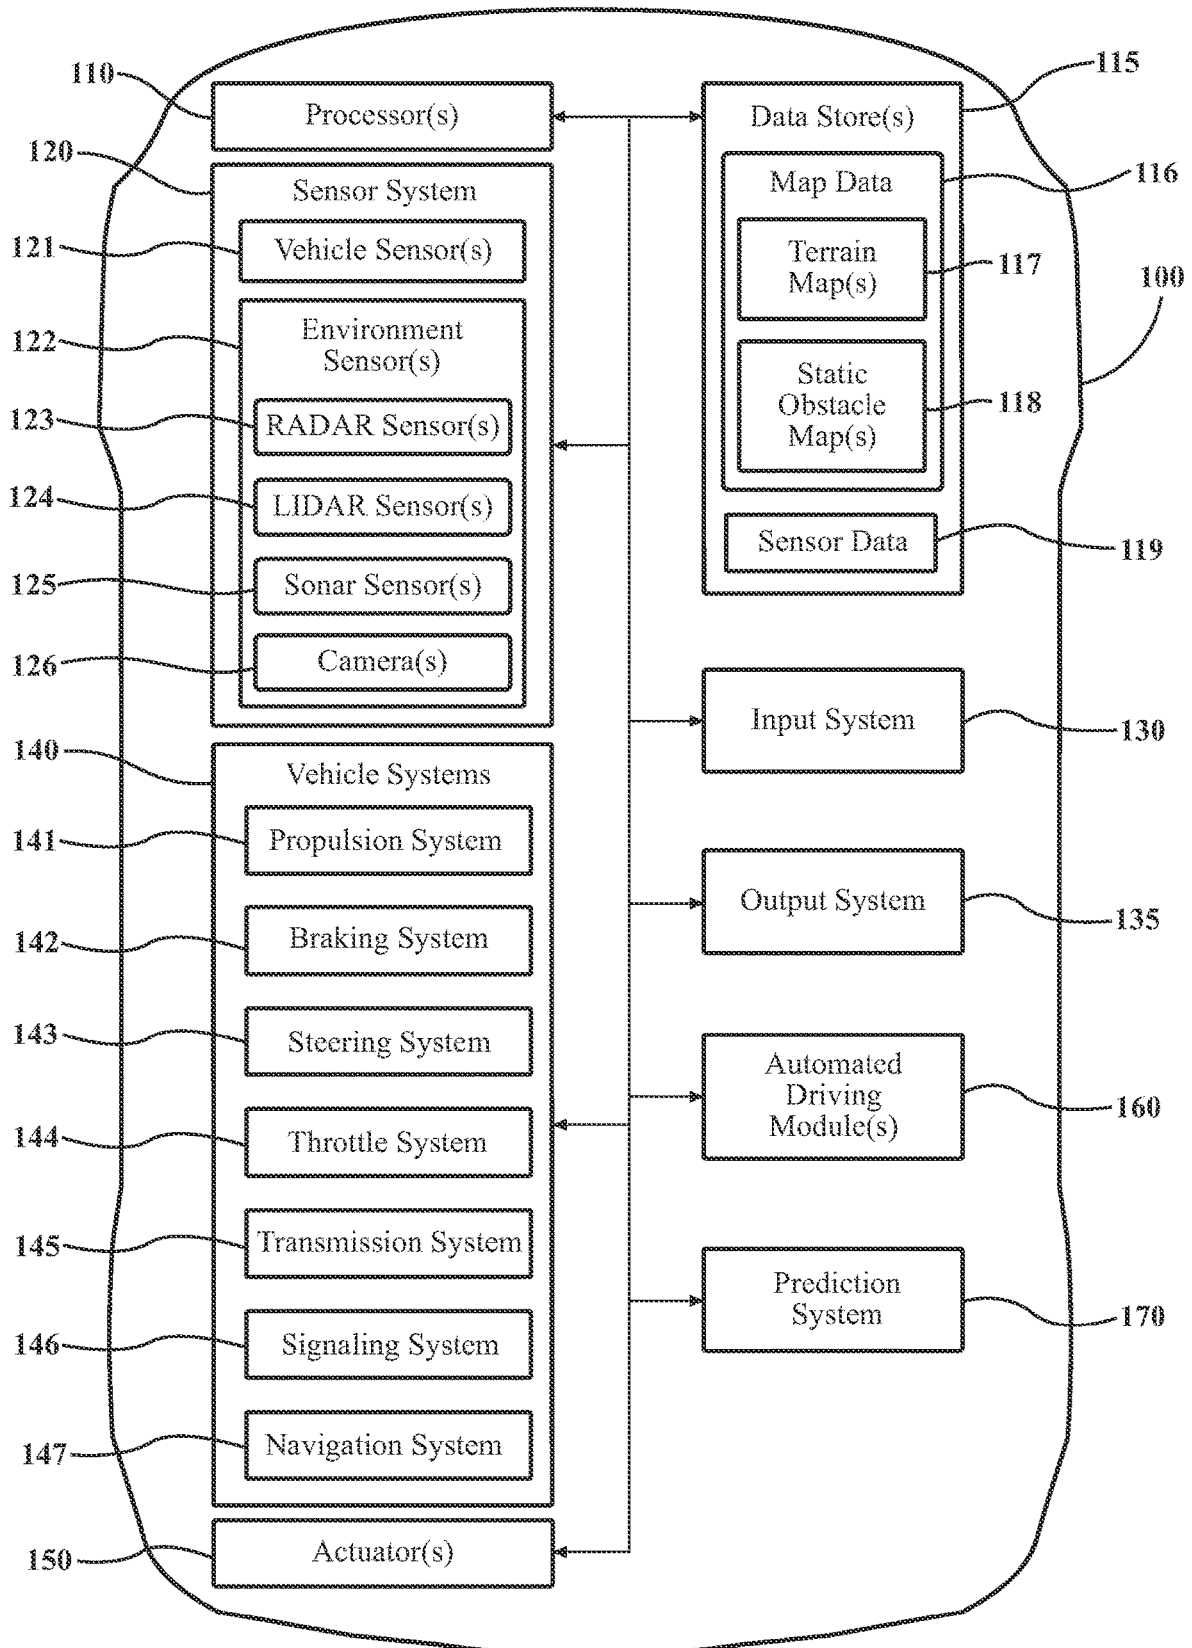 110
Processor(s)
120
Sensor System
121
Vehicle Sensor(s)
122
Environment
Sensor(s)
123
RADAR Sensor(s)
124
LIDAR Sensor(s)
125
Sonar Sensor(s)
126
Camera(s)
140
Vehicle Systems
141
Propulsion System
142
Braking System
143
Steering System
144
Throttle System
145
Transmission System
146
Signaling System
147
Navigation System
150
Actuator(s)
115
Data Store(s)
116
Map Data
Terrain
Map(s)
117
100
Static
Obstacle
Map(s)
118
Sensor Data
119
Input System
130
Output System
135
Automated
Driving
Module(s)
160
Prediction
System
170